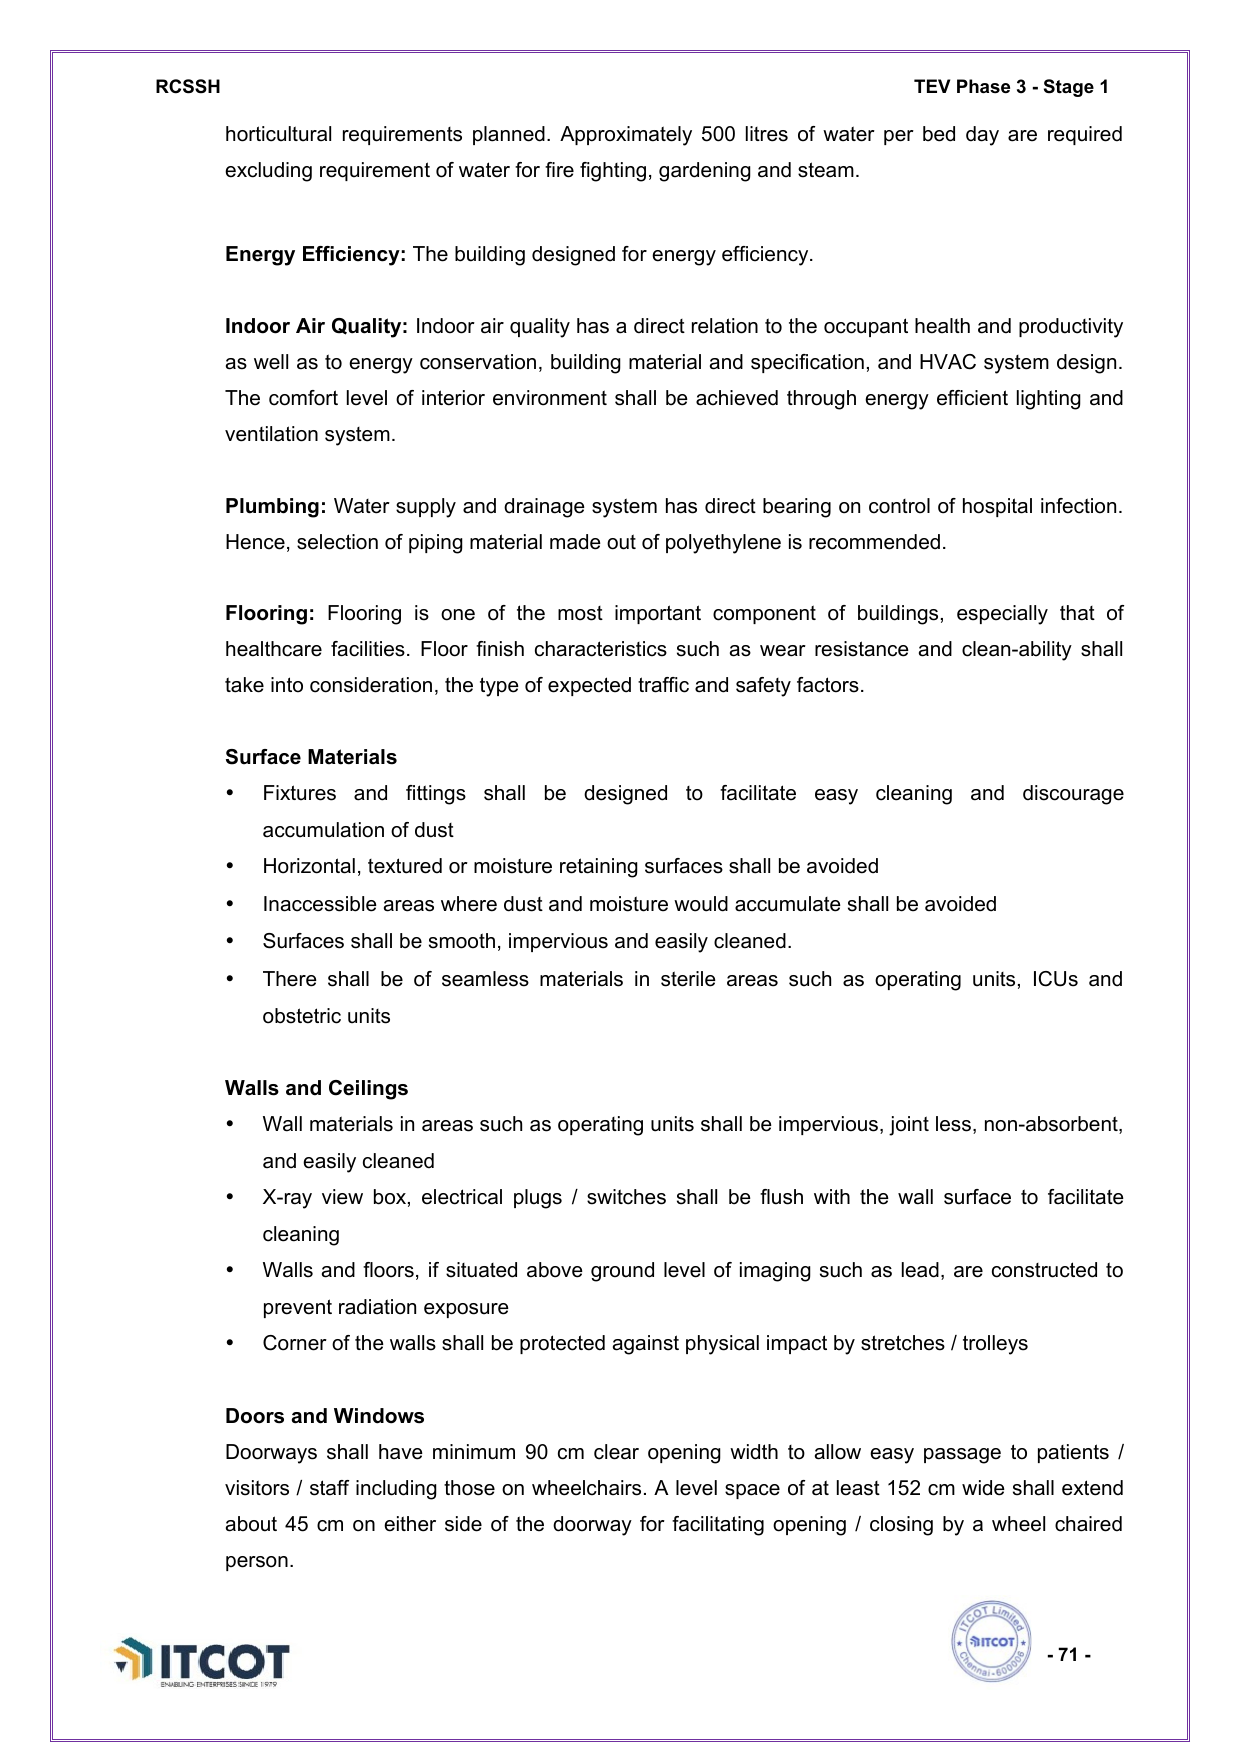 RCSSH
TEV Phase 3 - Stage 1
horticultural requirements planned. Approximately 500 litres of water per bed day are required
excluding requirement of water for fire fighting, gardening and steam.
Energy Efficiency: The building designed for energy efficiency.
Indoor Air Quality: Indoor air quality has a direct relation to the occupant health and productivity
as well as to energy conservation, building material and specification, and HVAC system design.
The comfort level of interior environment shall be achieved through energy efficient lighting and
ventilation system.
Plumbing: Water supply and drainage system has direct bearing on control of hospital infection.
Hence, selection of piping material made out of polyethylene is recommended.
Flooring: Flooring is one of the most important component of buildings, especially that of
healthcare facilities. Floor finish characteristics such as wear resistance and clean-ability shall
take into consideration, the type of expected traffic and safety factors.
Surface Materials
• Fixtures and fittings shall be designed to facilitate easy cleaning and discourage
accumulation of dust
• Horizontal, textured or moisture retaining surfaces shall be avoided
• Inaccessible areas where dust and moisture would accumulate shall be avoided
• Surfaces shall be smooth, impervious and easily cleaned.
• There shall be of seamless materials in sterile areas such as operating units, ICUs and
obstetric units
Walls and Ceilings
• Wall materials in areas such as operating units shall be impervious, joint less, non-absorbent,
and easily cleaned
• X-ray view box, electrical plugs / switches shall be flush with the wall surface to facilitate
cleaning
• Walls and floors, if situated above ground level of imaging such as lead, are constructed to
prevent radiation exposure
• Corner of the walls shall be protected against physical impact by stretches / trolleys
Doors and Windows
Doorways shall have minimum 90 cm clear opening width to allow easy passage to patients /
visitors / staff including those on wheelchairs. A level space of at least 152 cm wide shall extend
about 45 cm on either side of the doorway for facilitating opening / closing by a wheel chaired
person.
ITCOT
ENABLING ENTERPRISES SINCE 1979
ITCOT Limited
ITCOT
Chennai-600006
- 71 -